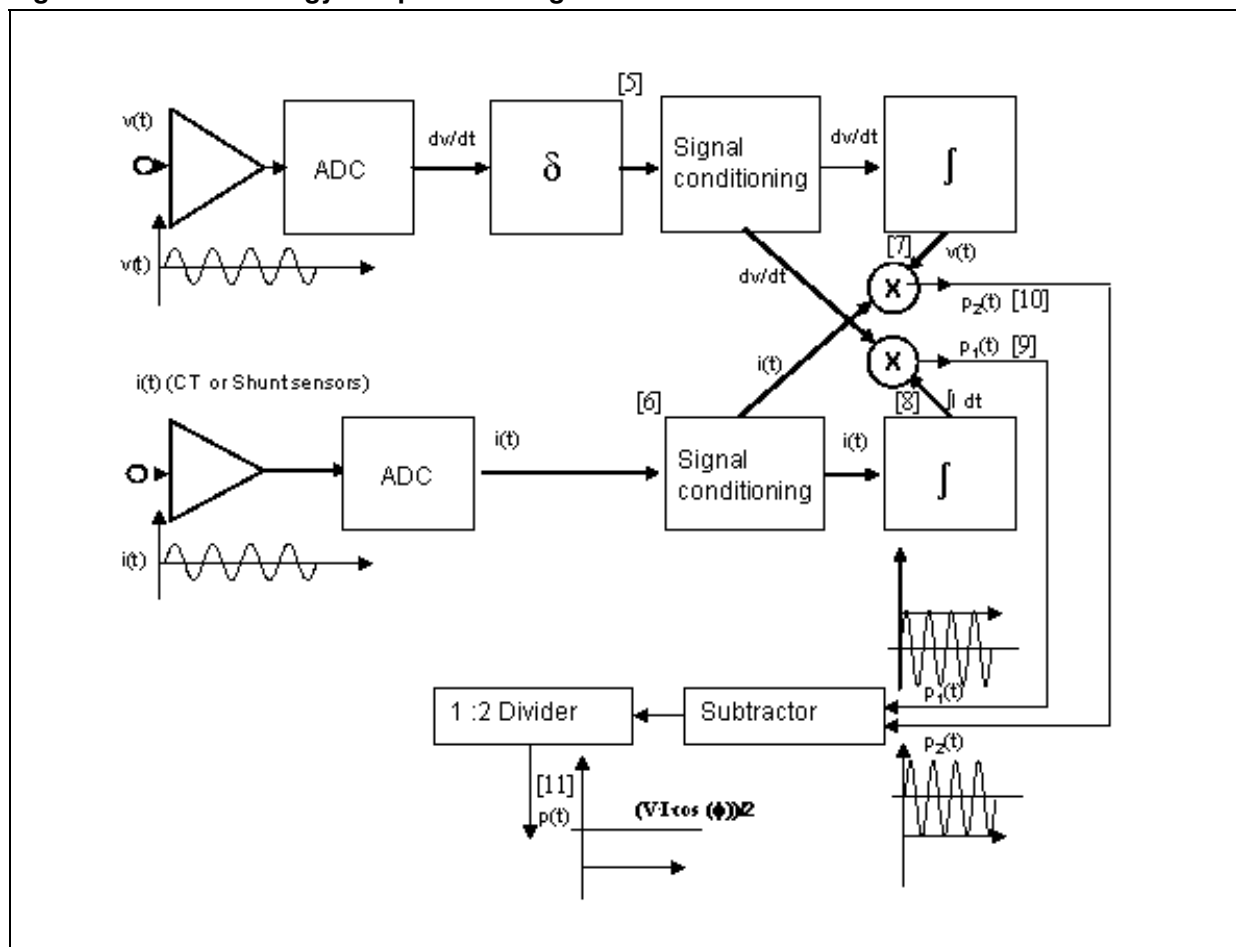 v(t)
ADC
dv/dt
δ
[5]
Signal
conditioning
dv/dt
∫
v(t)
dv/dt
[7]
v(t)
X
p2(t) [10]
X
p1(t) [9]
i(t)
i(t) (CT or Shunt sensors)
[6]
[8]
∫I dt
ADC
i(t)
Signal
conditioning
i(t)
∫
i(t)
p1(t)
1 :2 Divider
Subtractor
p2(t)
[11]
p(t)
(V·I·cos (ϕ))/2